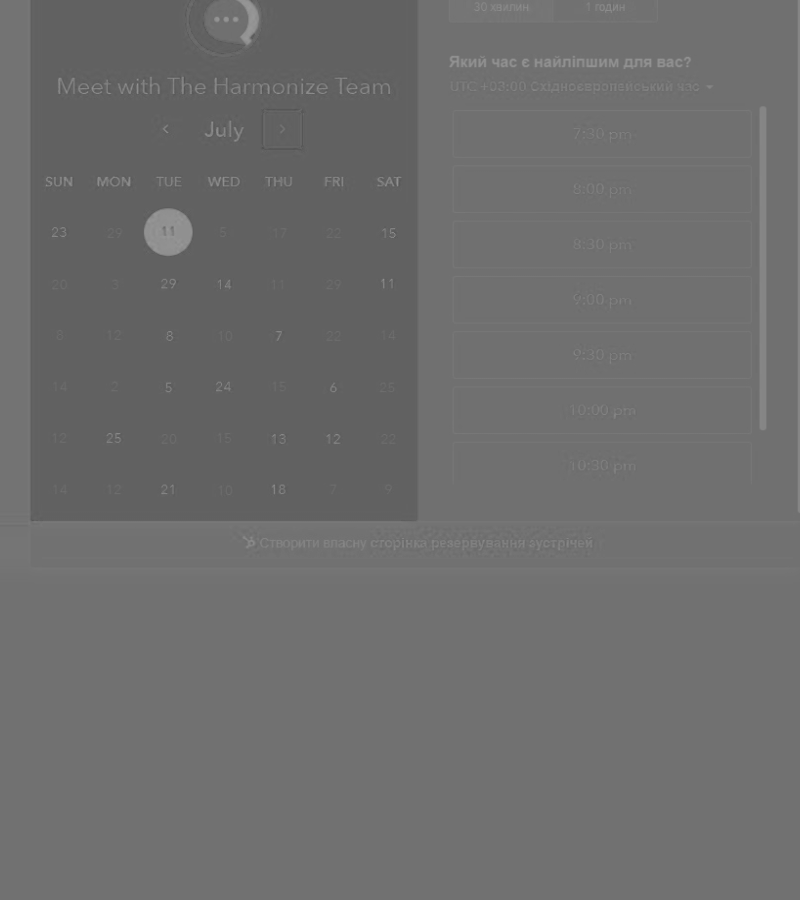 30 хвилин 1 годин
Meet with The Harmonize Team
July
SUN MON TUE WED THU FRI SAT
23 29 11 5 17 22 15
20 3 29 14 11 29 11
8 12 8 10 7 22 14
14 2 5 24 15 6 25
12 25 20 15 13 12 22
14 12 21 10 18 7 9
Який час є найліпшим для вас?
UTC +03:00 Східноєвропейський час
7:30 pm
8:00 pm
8:30 pm
9:00 pm
9:30 pm
10:00 pm
10:30 pm
Створити власну сторінка резервування зустрічей